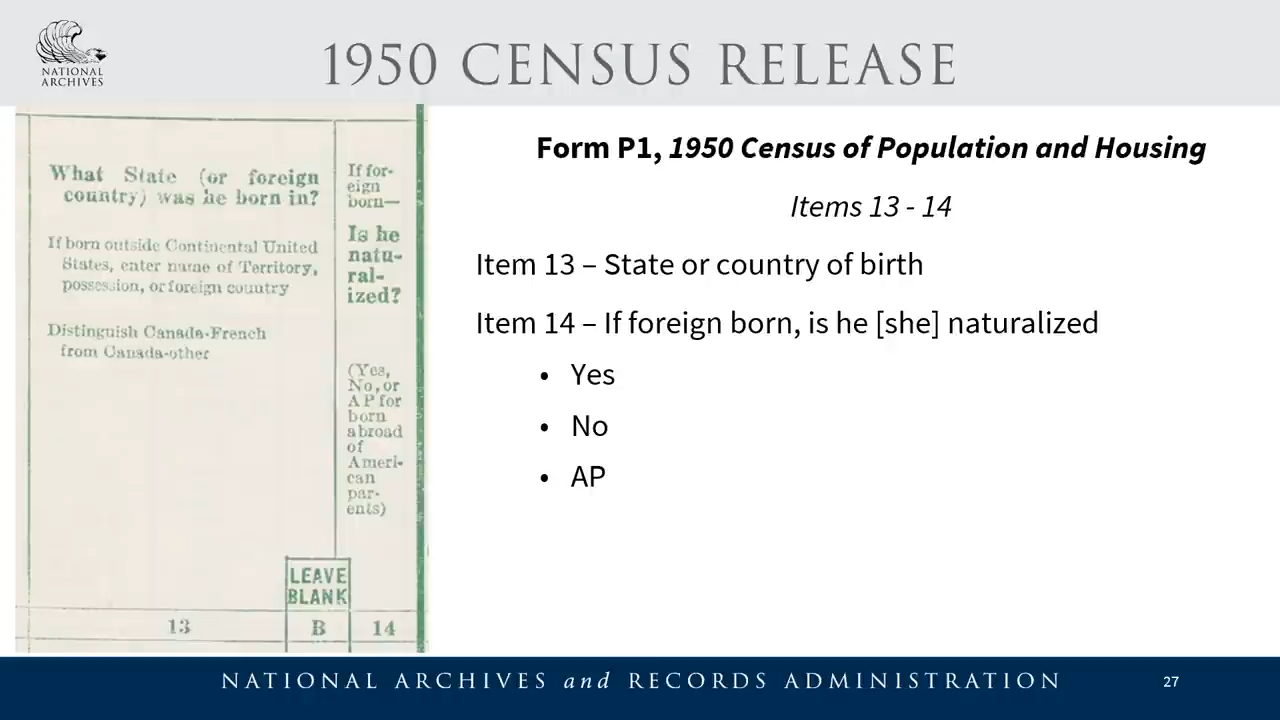 NATIONAL
ARCHIVES
1950 CENSUS RELEASE
What State (or foreign
country) was he born in?
If born outside Continental United
States, enter name of Territory,
possession, or foreign country
Distinguish Canada-French
from Canada-other
If for-
eign
born—
Is he
natu-
ral-
ized?
(Yes,
No, or
AP for
born
abroad
of
Ameri-
can
par-
ents)
LEAVE
BLANK
13
B
14
Form P1, 1950 Census of Population and Housing
Items 13 - 14
Item 13 – State or country of birth
Item 14 – If foreign born, is he [she] naturalized
• Yes
• No
• AP
NATIONAL ARCHIVES and RECORDS ADMINISTRATION
27